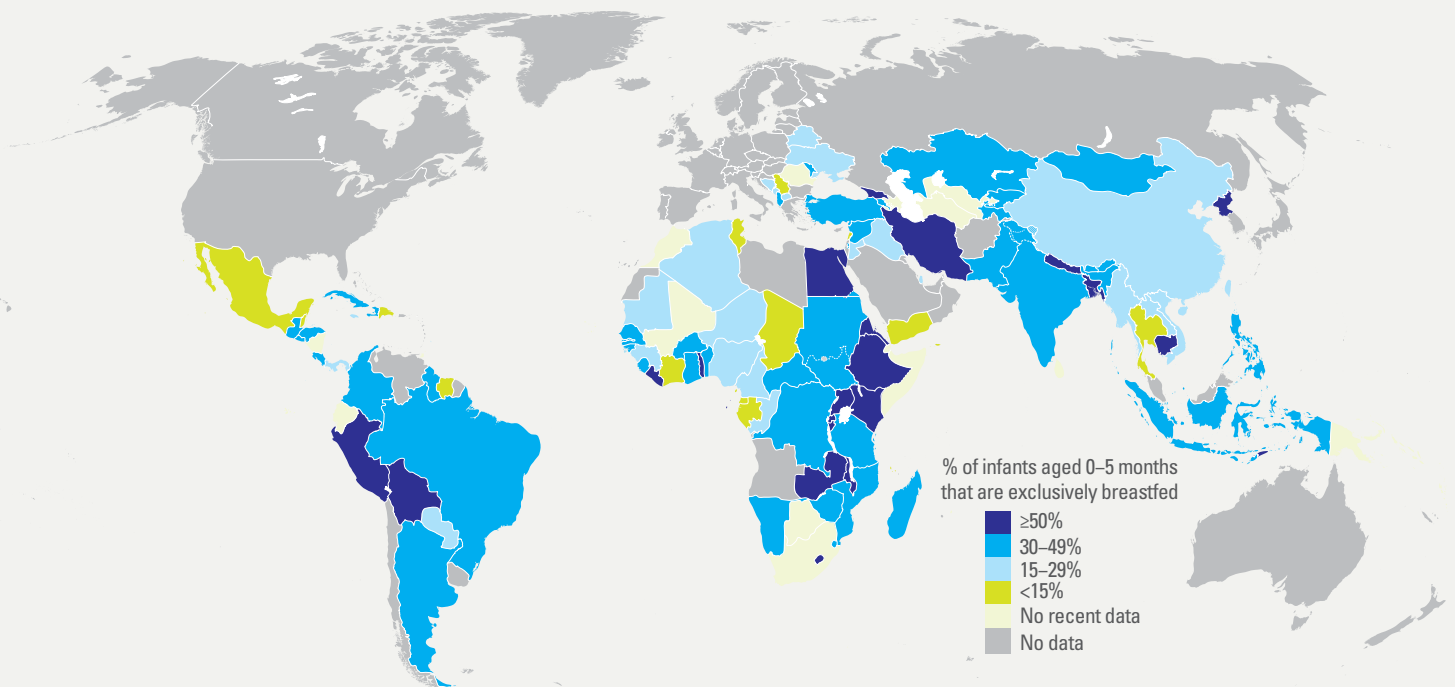 % of infants aged 0–5 months
that are exclusively breastfed
≥50%
30–49%
15–29%
<15%
No recent data
No data